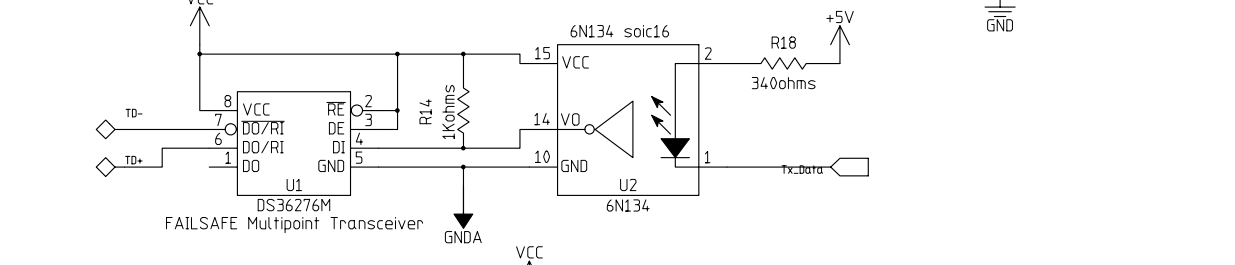 VCC
+5V
GND
6N134 soic16
R18
340ohms
15
VCC
2
R14
1Kohms
8
VCC
RE
2
TD-
7
DO/RI
DE
3
14
VO
6
DO/RI
DI
4
TD+
1
DO
GND
5
10
GND
1
Tx_Data
U1
U2
DS36276M
6N134
FAILSAFE Multipoint Transceiver
GNDA
VCC